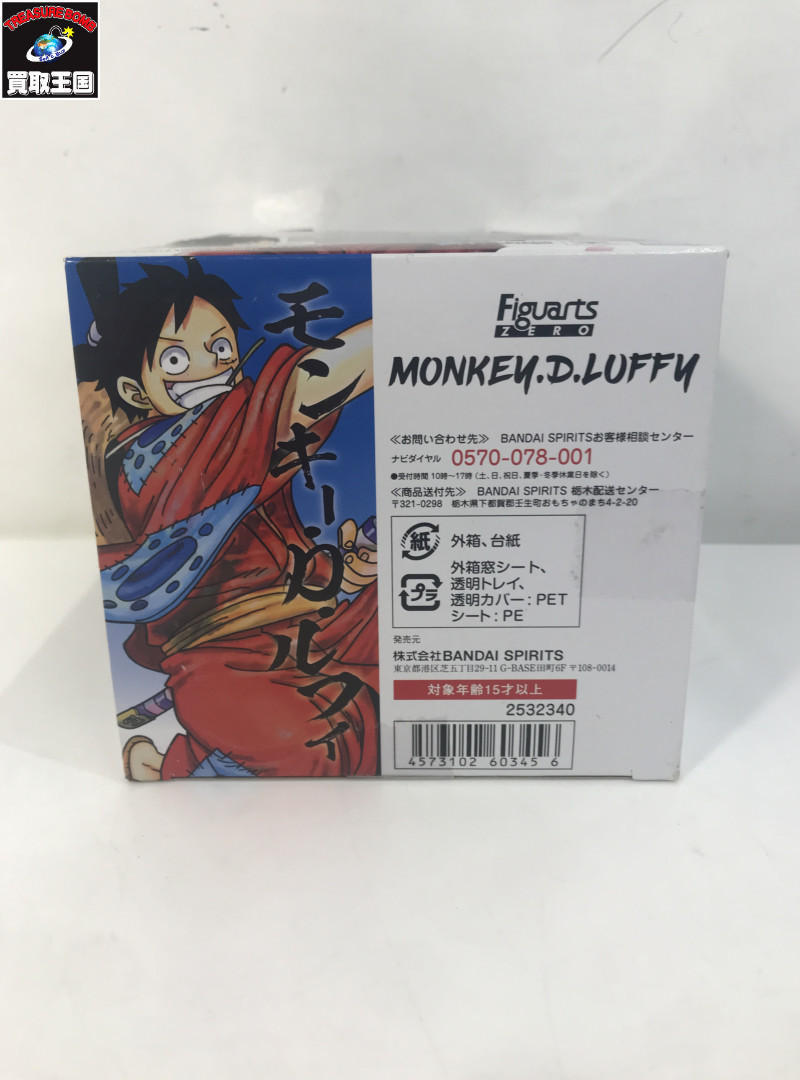 TREASURE BOMB
買取王国
モンキー・D・ルフィ
Figuarts
ZERO
MONKEY.D.LUFFY
≪お問い合わせ先≫ BANDAI SPIRITSお客様相談センター
ナビダイヤル 0570-078-001
●受付時間 10時〜17時 (土、日、祝日、夏季・冬季休業日を除く)
≪商品送付先≫ BANDAI SPIRITS 栃木配送センター
〒321-0298 栃木県下都賀郡壬生町おもちゃのまち4-2-20
紙 外箱、台紙
プラ 外箱窓シート、
透明トレイ、
透明カバー：PET
シート：PE
発売元
株式会社BANDAI SPIRITS
東京都港区芝五丁目29-11 G-BASE田町6F 〒108-0014
対象年齢15才以上
2532340
4573102 603456